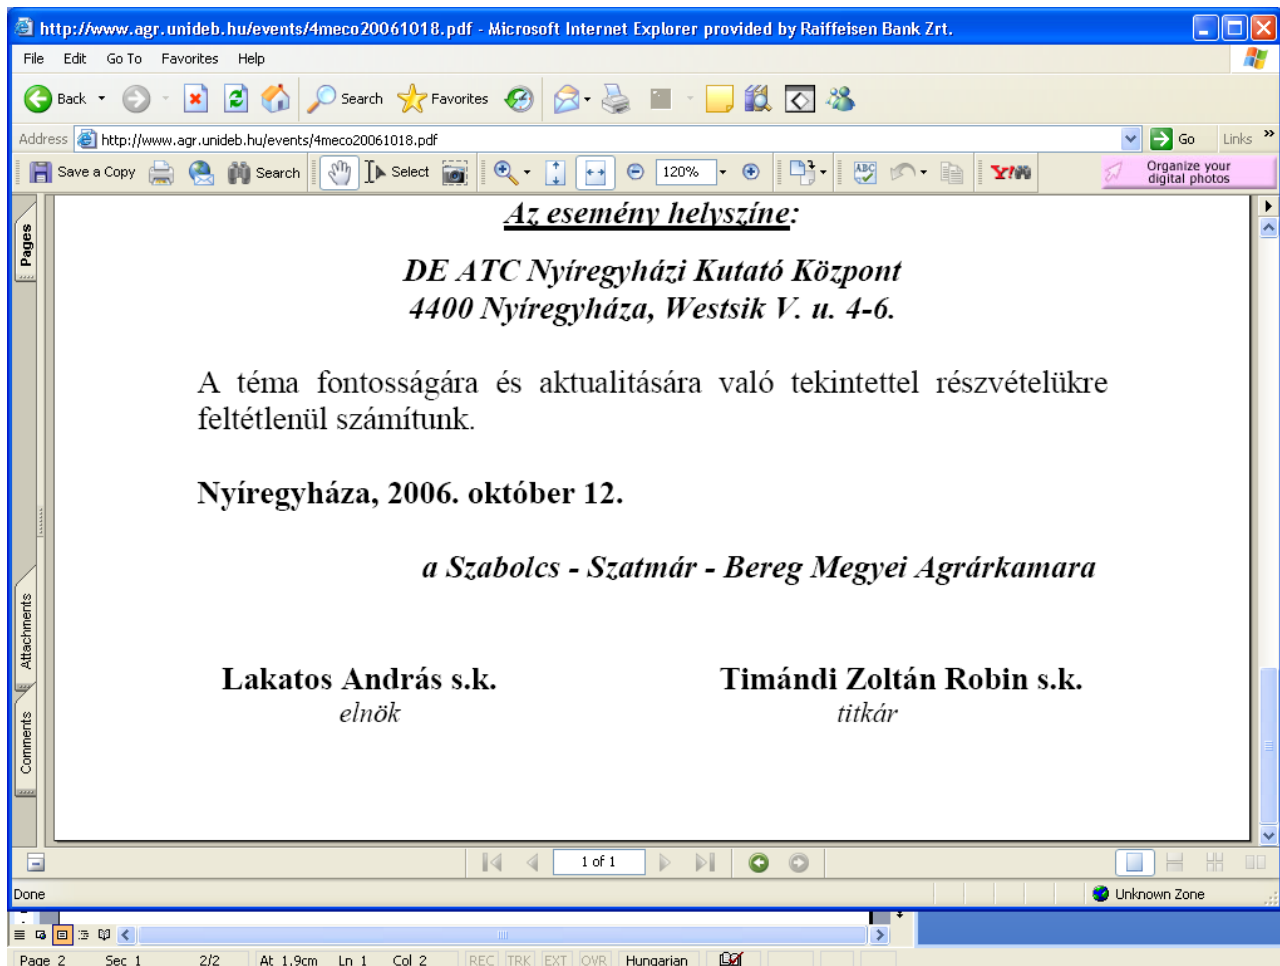 http://www.agr.unideb.hu/events/4meco20061018.pdf - Microsoft Internet Explorer provided by Raiffeisen Bank Zrt.
File Edit Go To Favorites Help
Back Search Favorites
Address http://www.agr.unideb.hu/events/4meco20061018.pdf Go Links »
Save a Copy Search Select 120% Y! Organize your
digital photos
Pages
Attachments
Comments
Az esemény helyszíne:
DE ATC Nyíregyházi Kutató Központ
4400 Nyíregyháza, Westsik V. u. 4-6.
A téma fontosságára és aktualitására való tekintettel részvételükre
feltétlenül számítunk.
Nyíregyháza, 2006. október 12.
a Szabolcs - Szatmár - Bereg Megyei Agrárkamara
Lakatos András s.k. Timándi Zoltán Robin s.k.
elnök titkár
1 of 1
Done Unknown Zone
Page 2 Sec 1 2/2 At 1,9cm Ln 1 Col 2 REC TRK EXT OVR Hungarian